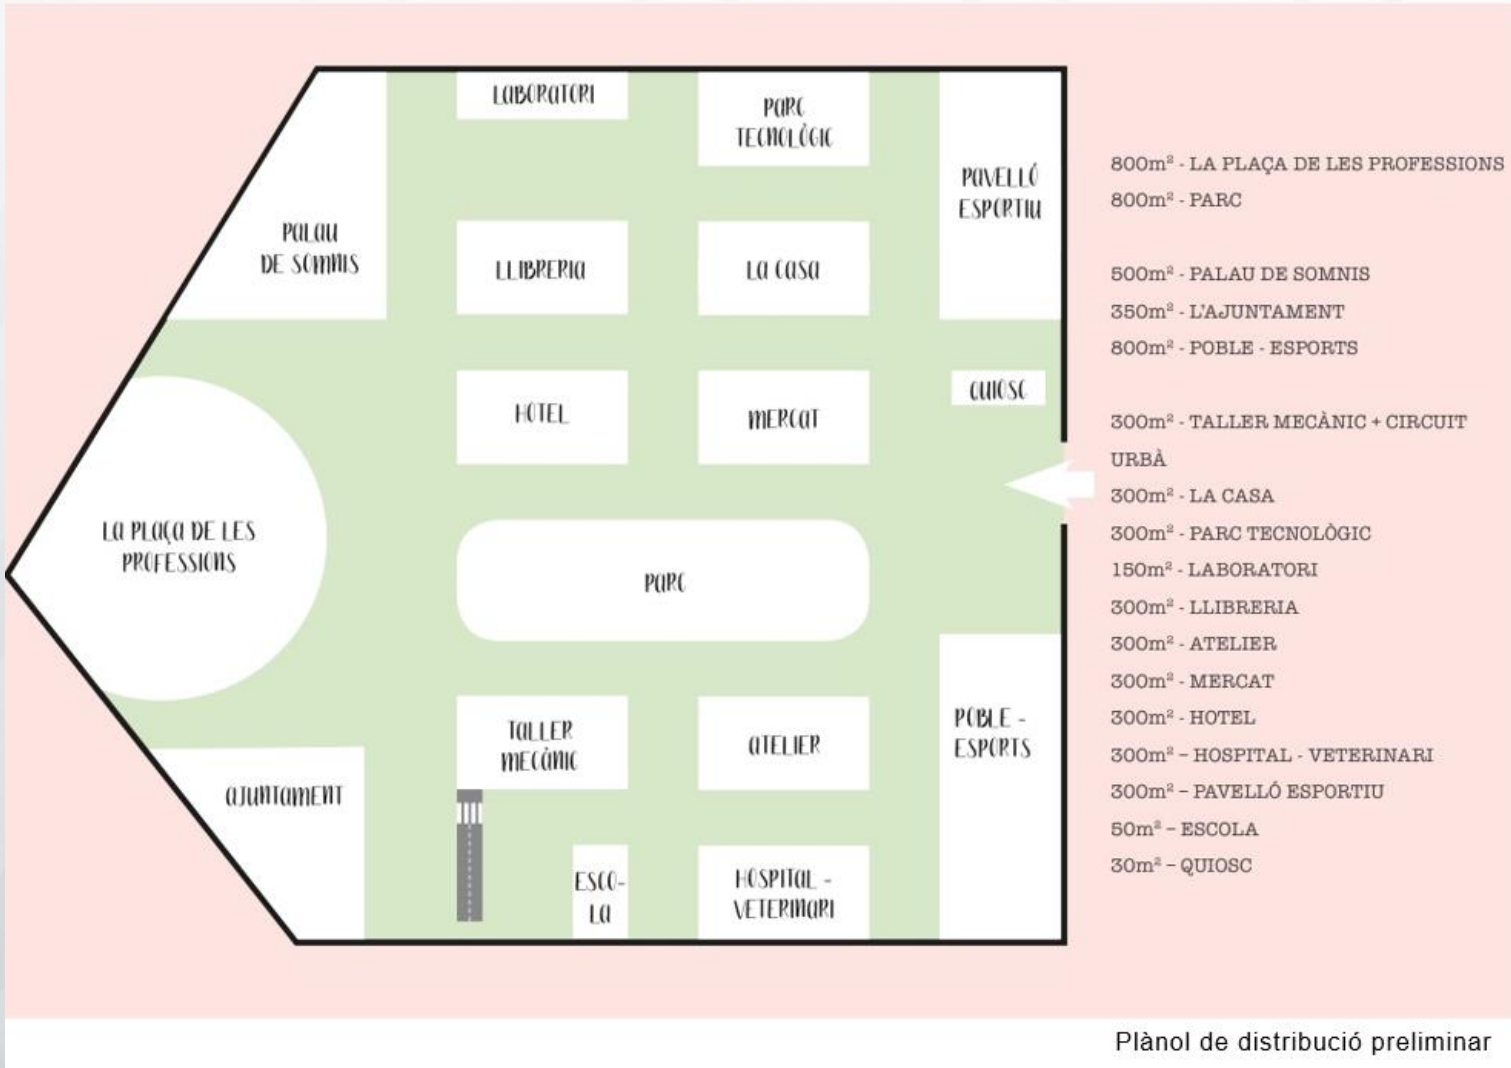 LABORATORI
PARC
TECNOLÒGIC
PAVELLÓ
ESPORTIU
PALAU
DE SOMNIS
LLIBRERIA
LA CASA
HOTEL
MERCAT
QUIOSC
LA PLAÇA DE LES
PROFESSIONS
PARC
TALLER
MECÀNIC
ATELIER
POBLE -
ESPORTS
AJUNTAMENT
ESCO-
LA
HOSPITAL -
VETERINARI
800m² - LA PLAÇA DE LES PROFESSIONS
800m² - PARC
500m² - PALAU DE SOMNIS
350m² - L'AJUNTAMENT
800m² - POBLE - ESPORTS
300m² - TALLER MECÀNIC + CIRCUIT
URBÀ
300m² - LA CASA
300m² - PARC TECNOLÒGIC
150m² - LABORATORI
300m² - LLIBRERIA
300m² - ATELIER
300m² - MERCAT
300m² - HOTEL
300m² – HOSPITAL - VETERINARI
300m² – PAVELLÓ ESPORTIU
50m² – ESCOLA
30m² – QUIOSC
Plànol de distribució preliminar